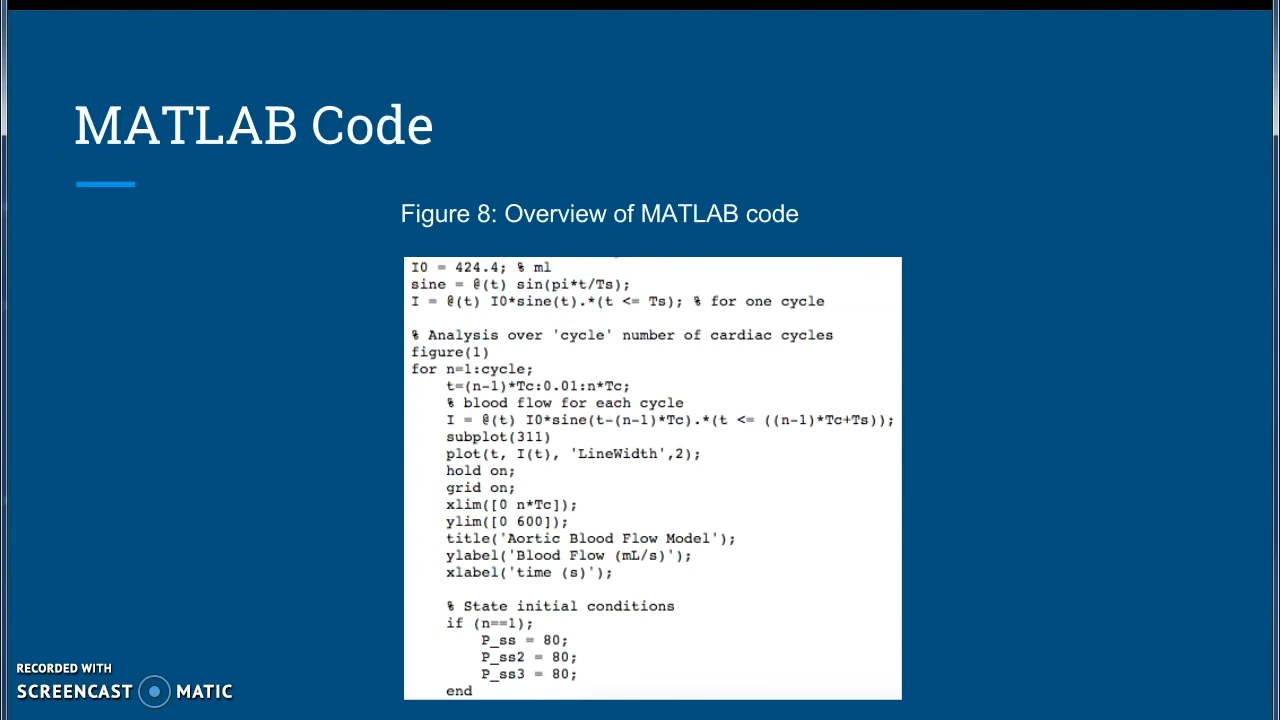 MATLAB Code
Figure 8: Overview of MATLAB code
I0 = 424.4; % ml
sine = @(t) sin(pi*t/Ts);
I = @(t) I0*sine(t).*(t <= Ts); % for one cycle
% Analysis over 'cycle' number of cardiac cycles
figure(1)
for n=1:cycle;
    t=(n-1)*Tc:0.01:n*Tc;
    % blood flow for each cycle
    I = @(t) I0*sine(t-(n-1)*Tc).*(t <= ((n-1)*Tc+Ts));
    subplot(311)
    plot(t, I(t), 'LineWidth',2);
    hold on;
    grid on;
    xlim([0 n*Tc]);
    ylim([0 600]);
    title('Aortic Blood Flow Model');
    ylabel('Blood Flow (mL/s)');
    xlabel('time (s)');
    % State initial conditions
    if (n==1);
        P_ss = 80;
        P_ss2 = 80;
        P_ss3 = 80;
    end
RECORDED WITH
SCREENCAST MATIC